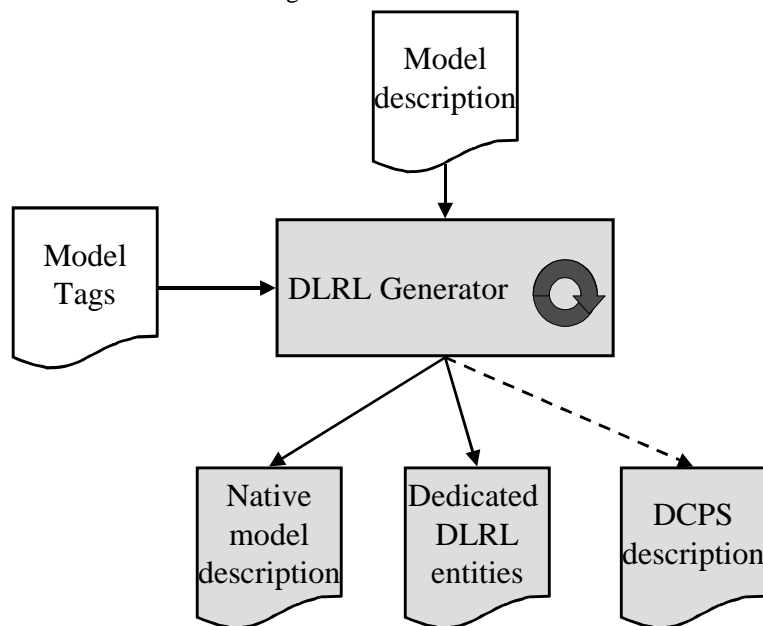 Model
description
Model
Tags
DLRL Generator
Native
model
description
Dedicated
DLRL
entities
DCPS
description